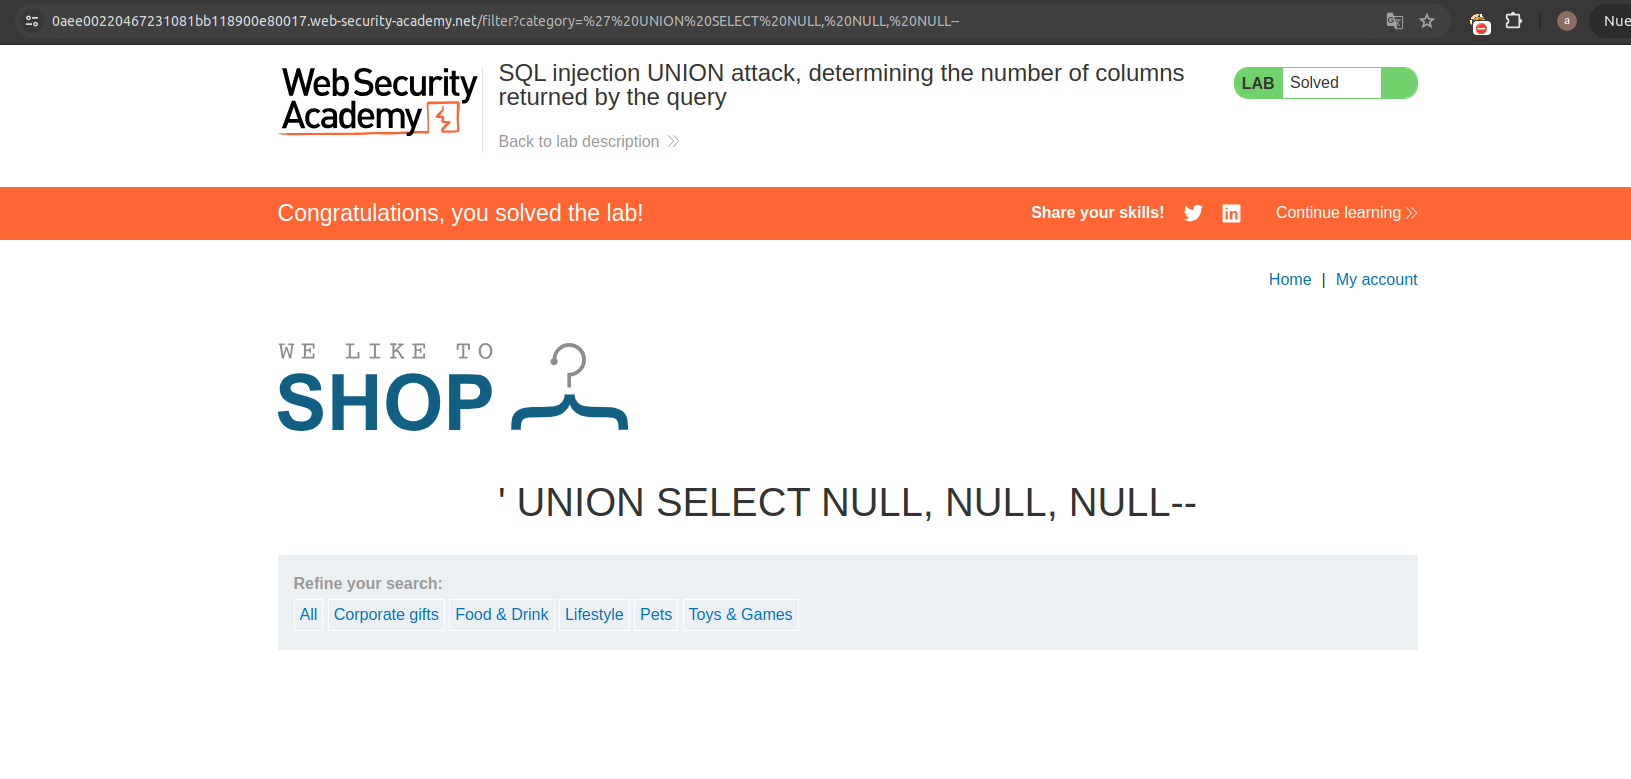 0aee00220467231081bb118900e80017.web-security-academy.net/filter?category=%27%20UNION%20SELECT%20NULL,%20NULL,%20NULL--
a
Nue
WebSecurity
Academy
SQL injection UNION attack, determining the number of columns
returned by the query
Back to lab description
LAB Solved
Congratulations, you solved the lab!
Share your skills!
Continue learning
Home | My account
WE LIKE TO
SHOP
' UNION SELECT NULL, NULL, NULL--
Refine your search:
All Corporate gifts Food & Drink Lifestyle Pets Toys & Games